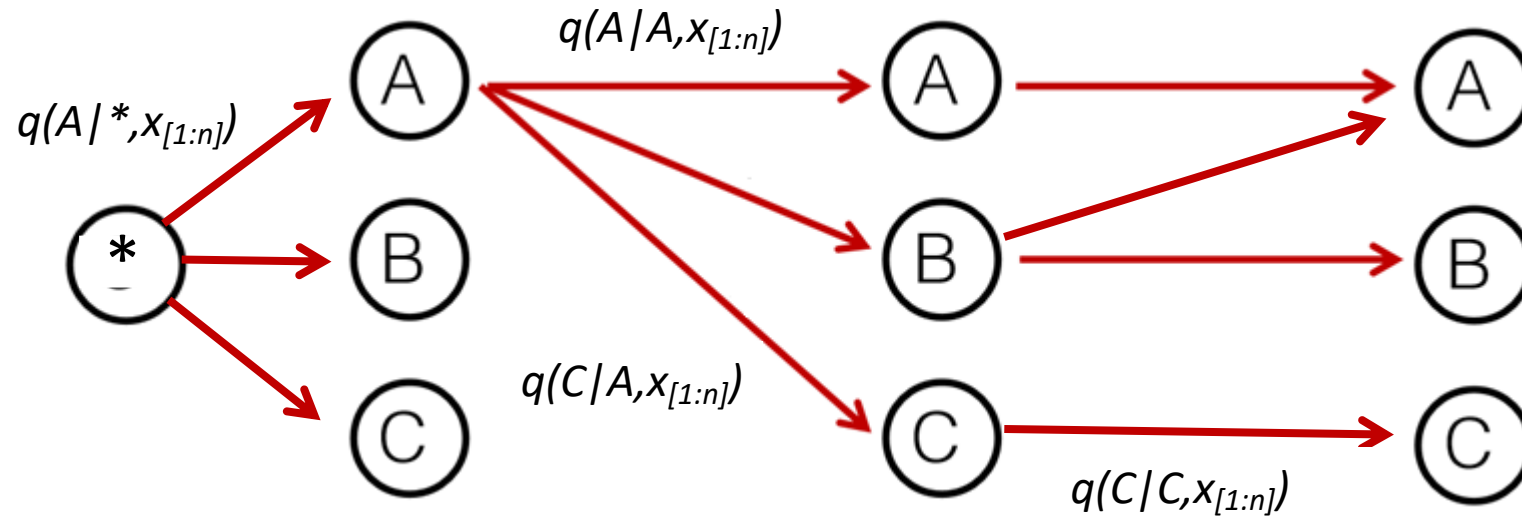 q(A|A,x[1:n])
A
A
A
q(A|*,x[1:n])
*
B
B
B
q(C|A,x[1:n])
C
C
C
q(C|C,x[1:n])